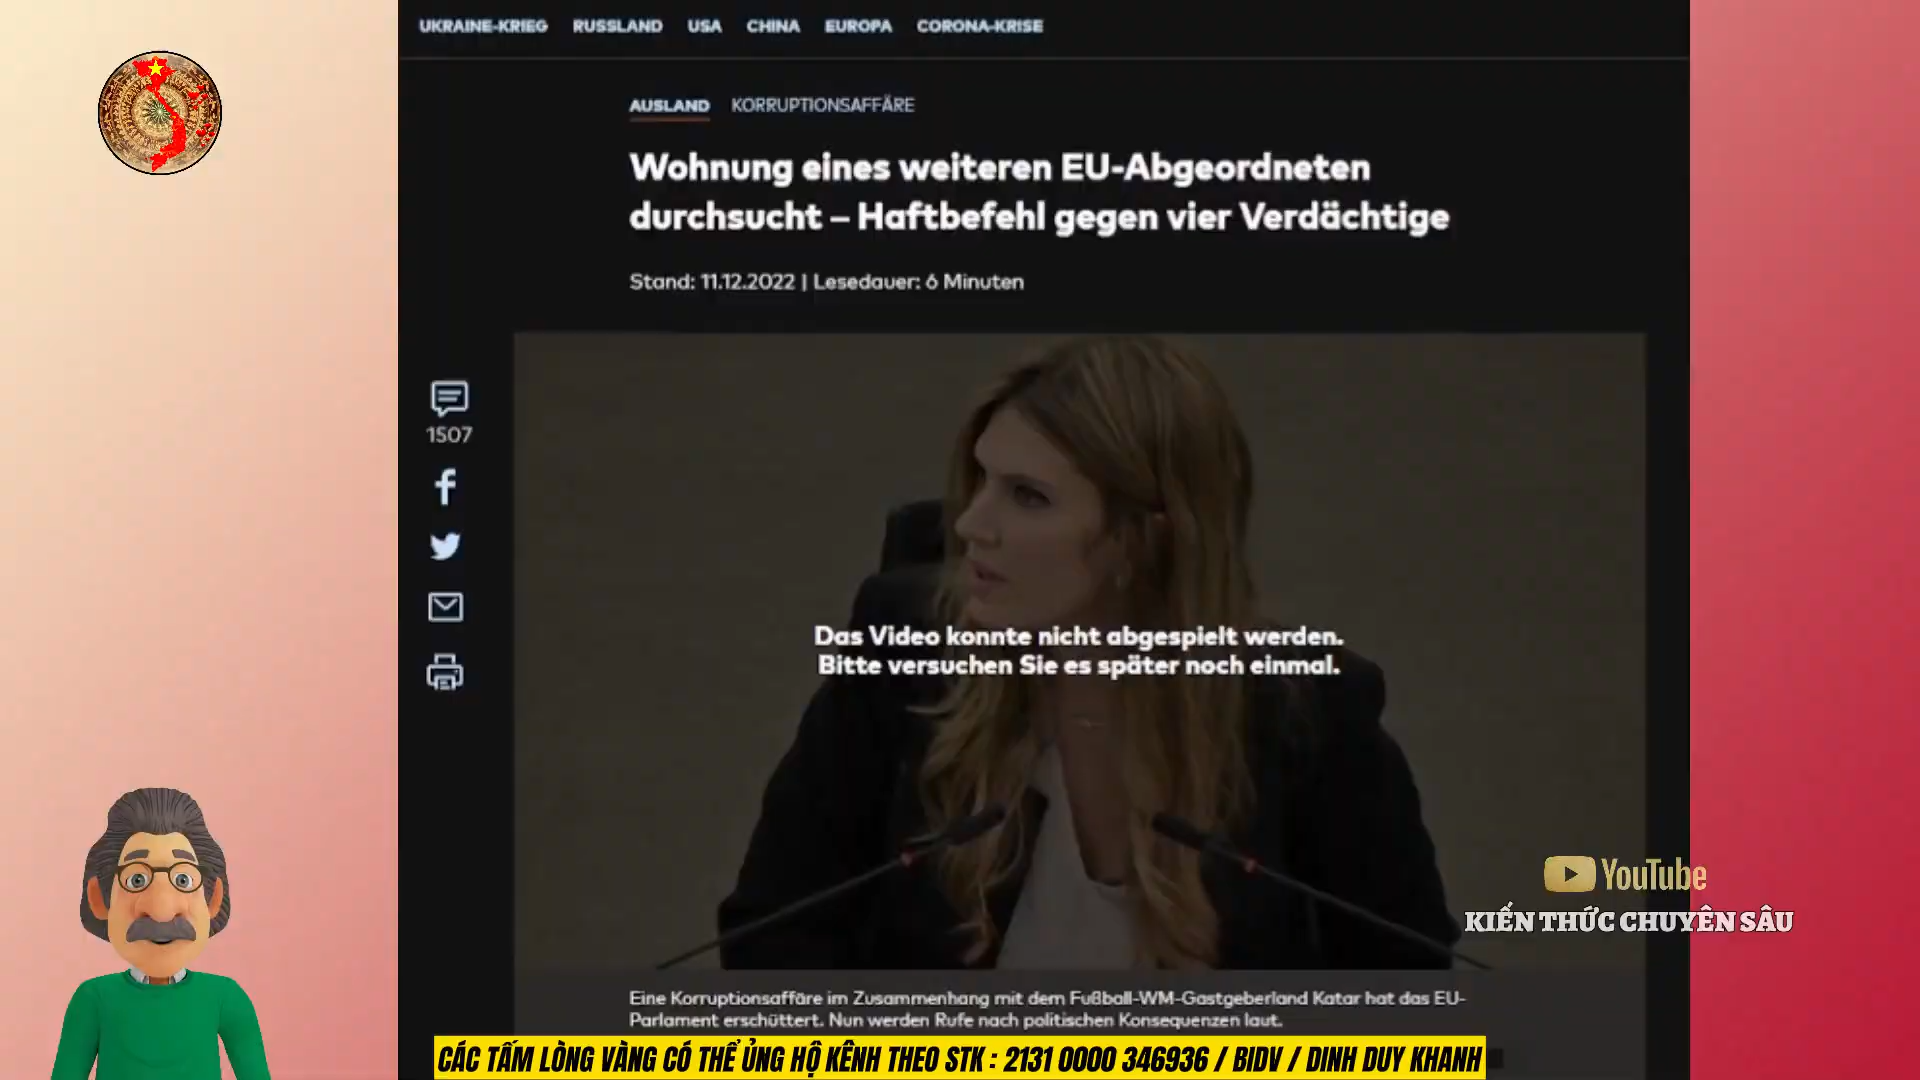 UKRAINE-KRIEG RUSSLAND USA CHINA EUROPA CORONA-KRISE
AUSLAND KORRUPTIONSAFFÄRE
Wohnung eines weiteren EU-Abgeordneten
durchsucht – Haftbefehl gegen vier Verdächtige
Stand: 11.12.2022 | Lesedauer: 6 Minuten
1507
Das Video konnte nicht abgespielt werden.
Bitte versuchen Sie es später noch einmal.
YouTube
KIẾN THỨC CHUYÊN SÂU
Eine Korruptionsaffäre im Zusammenhang mit dem Fußball-WM-Gastgeberland Katar hat das EU-
Parlament erschüttert. Nun werden Rufe nach politischen Konsequenzen laut.
CÁC TẤM LÒNG VÀNG CÓ THỂ ỦNG HỘ KÊNH THEO STK : 2131 0000 346936 / BIDV / DINH DUY KHANH